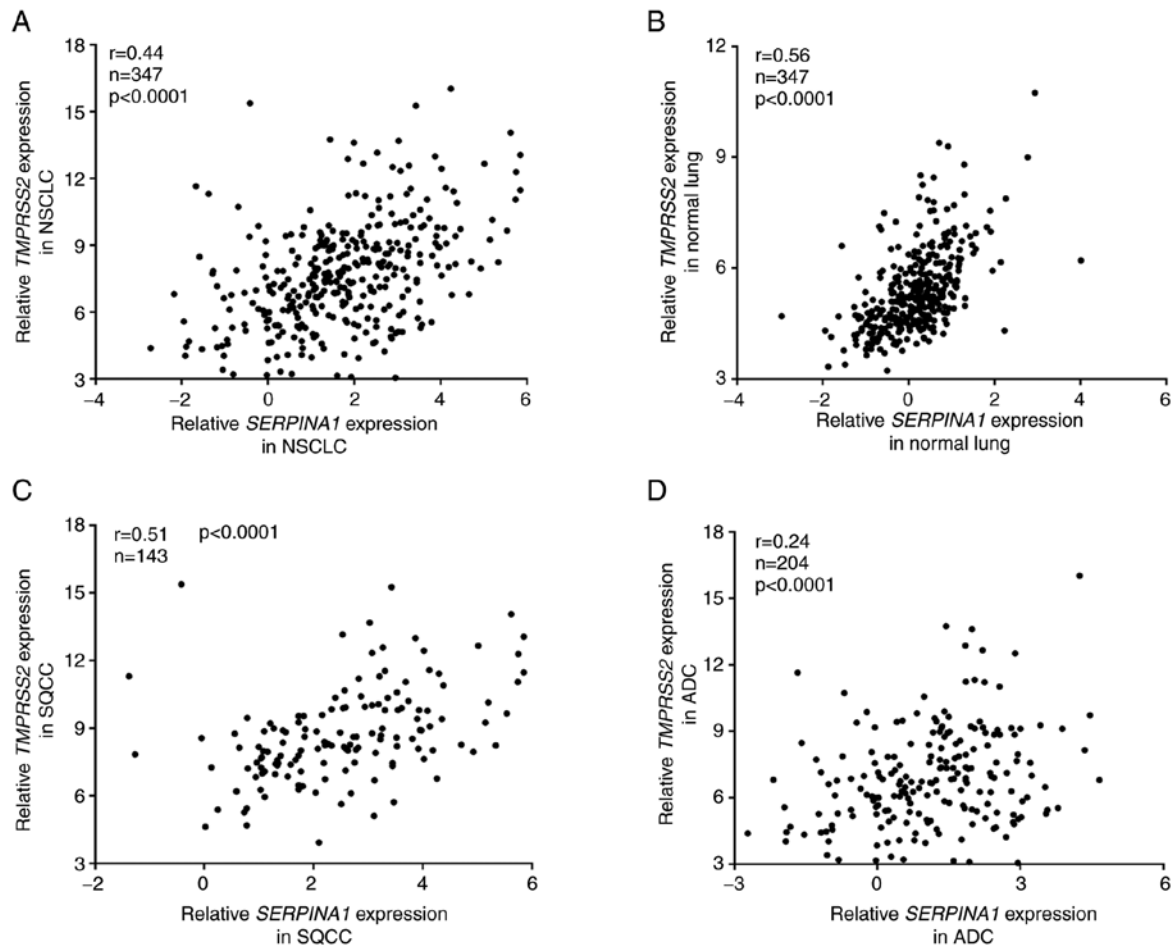 A
18
15
12
9
6
3
r=0.44
n=347
p<0.0001
Relative TMPRSS2 expression
in NSCLC
−4
−2
0
2
4
6
Relative SERPINA1 expression
in NSCLC
B
12
9
6
3
r=0.56
n=347
p<0.0001
Relative TMPRSS2 expression
in normal lung
−4
−2
0
2
4
6
Relative SERPINA1 expression
in normal lung
C
18
15
12
9
6
3
r=0.51 p<0.0001
n=143
Relative TMPRSS2 expression
in SQCC
−2
0
2
4
6
Relative SERPINA1 expression
in SQCC
D
18
15
12
9
6
3
r=0.24
n=204
p<0.0001
Relative TMPRSS2 expression
in ADC
−3
0
3
6
Relative SERPINA1 expression
in ADC